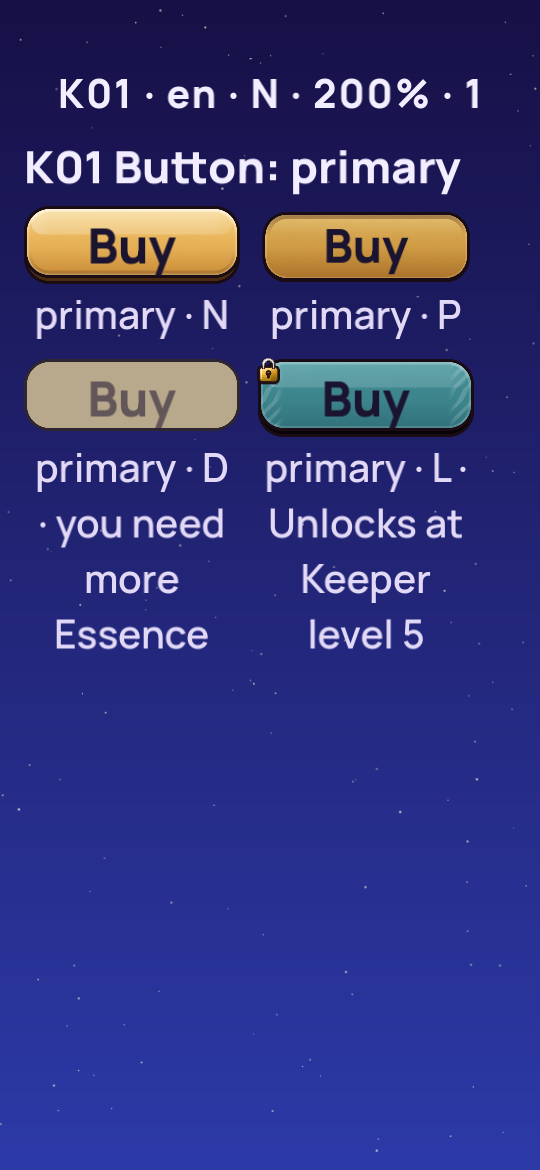 K01 · en · N · 200% · 1
K01 Button: primary
Buy
Buy
primary · N
primary · P
Buy
Buy
primary · D
· you need
more
Essence
primary · L ·
Unlocks at
Keeper
level 5